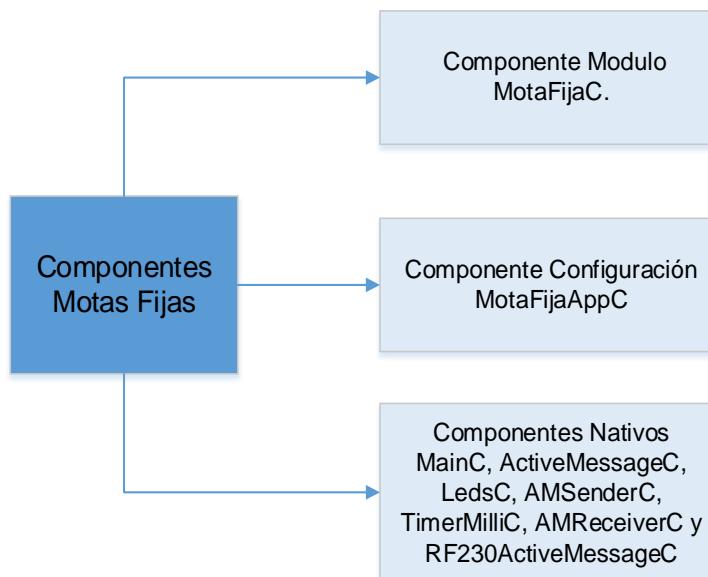 Componente Modulo
MotaFijaC.
Componentes
Motas Fijas
Componente Configuración
MotaFijaAppC
Componentes Nativos
MainC, ActiveMessageC,
LedsC, AMSenderC,
TimerMilliC, AMReceiverC y
RF230ActiveMessageC